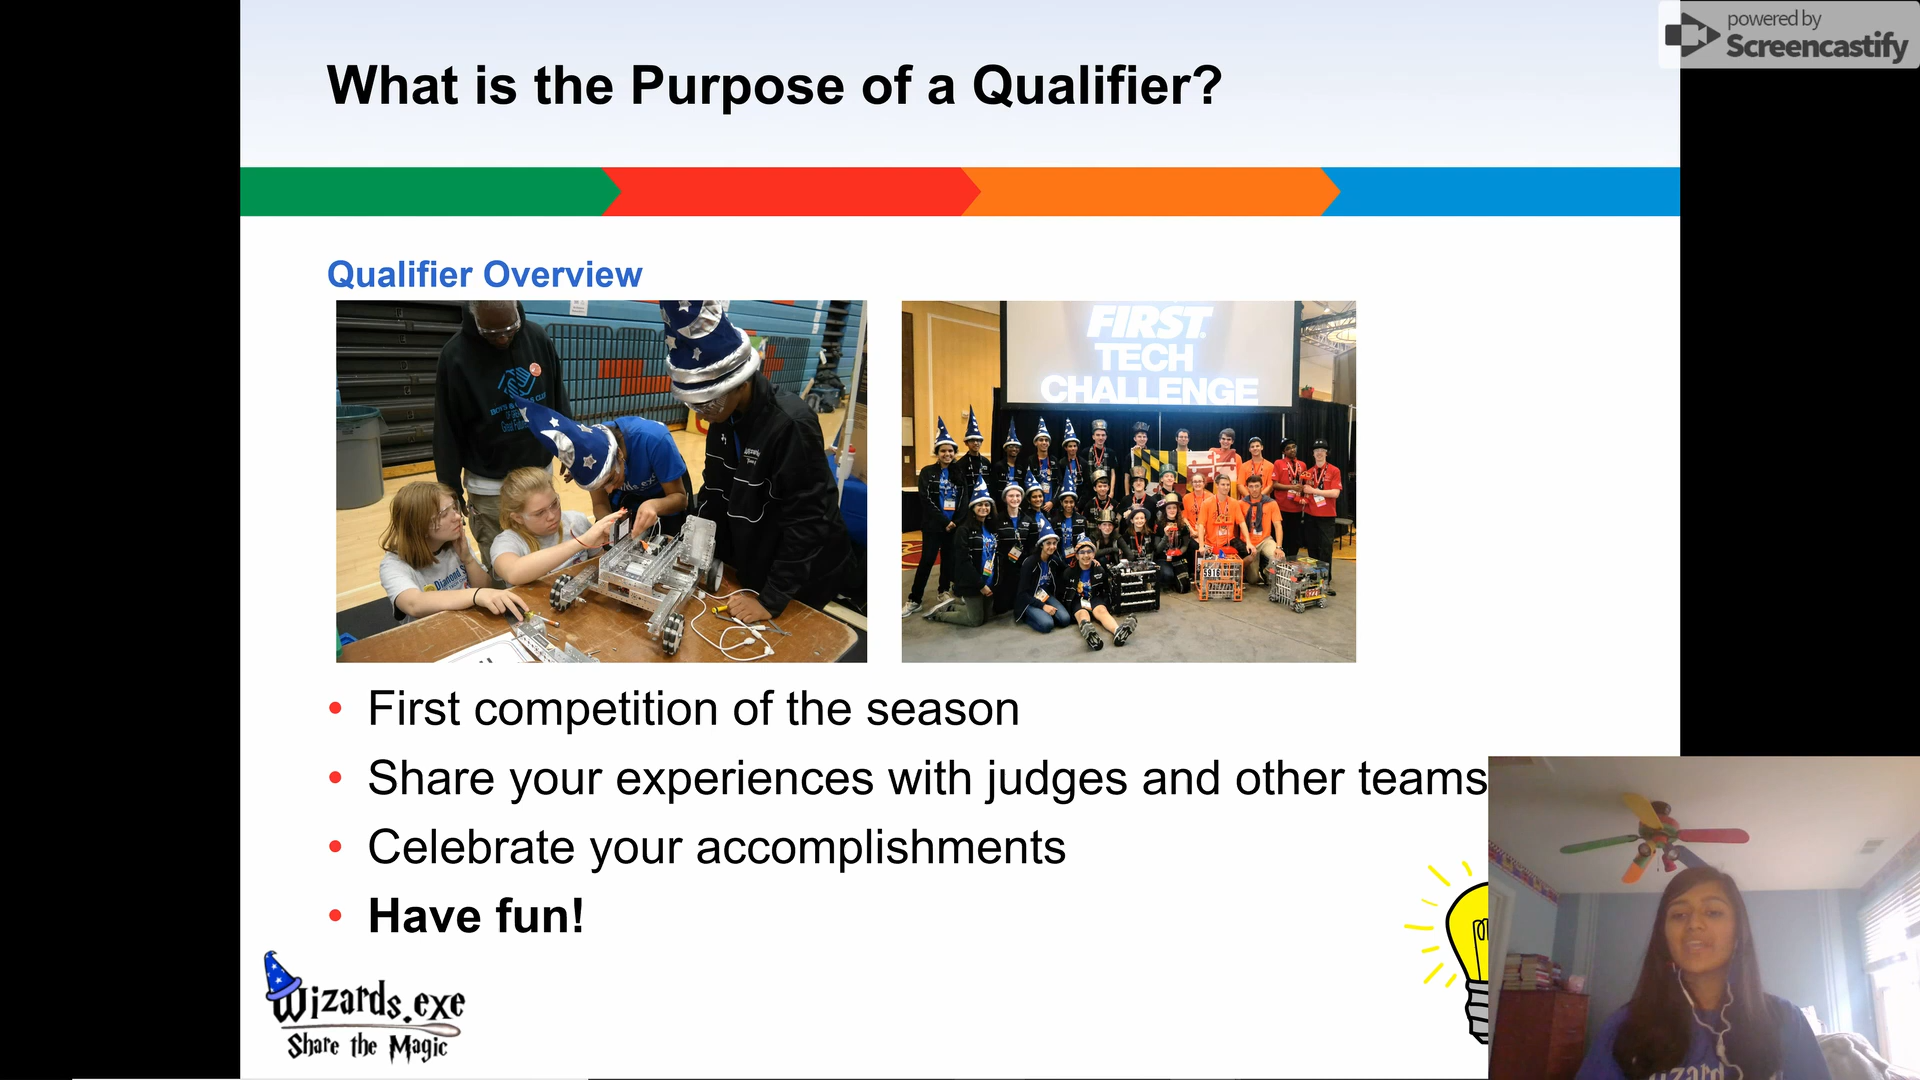 powered by
Screencastify
What is the Purpose of a Qualifier?
Qualifier Overview
FIRST
TECH
CHALLENGE
• First competition of the season
• Share your experiences with judges and other teams
• Celebrate your accomplishments
• Have fun!
Wizards.exe
Share the Magic